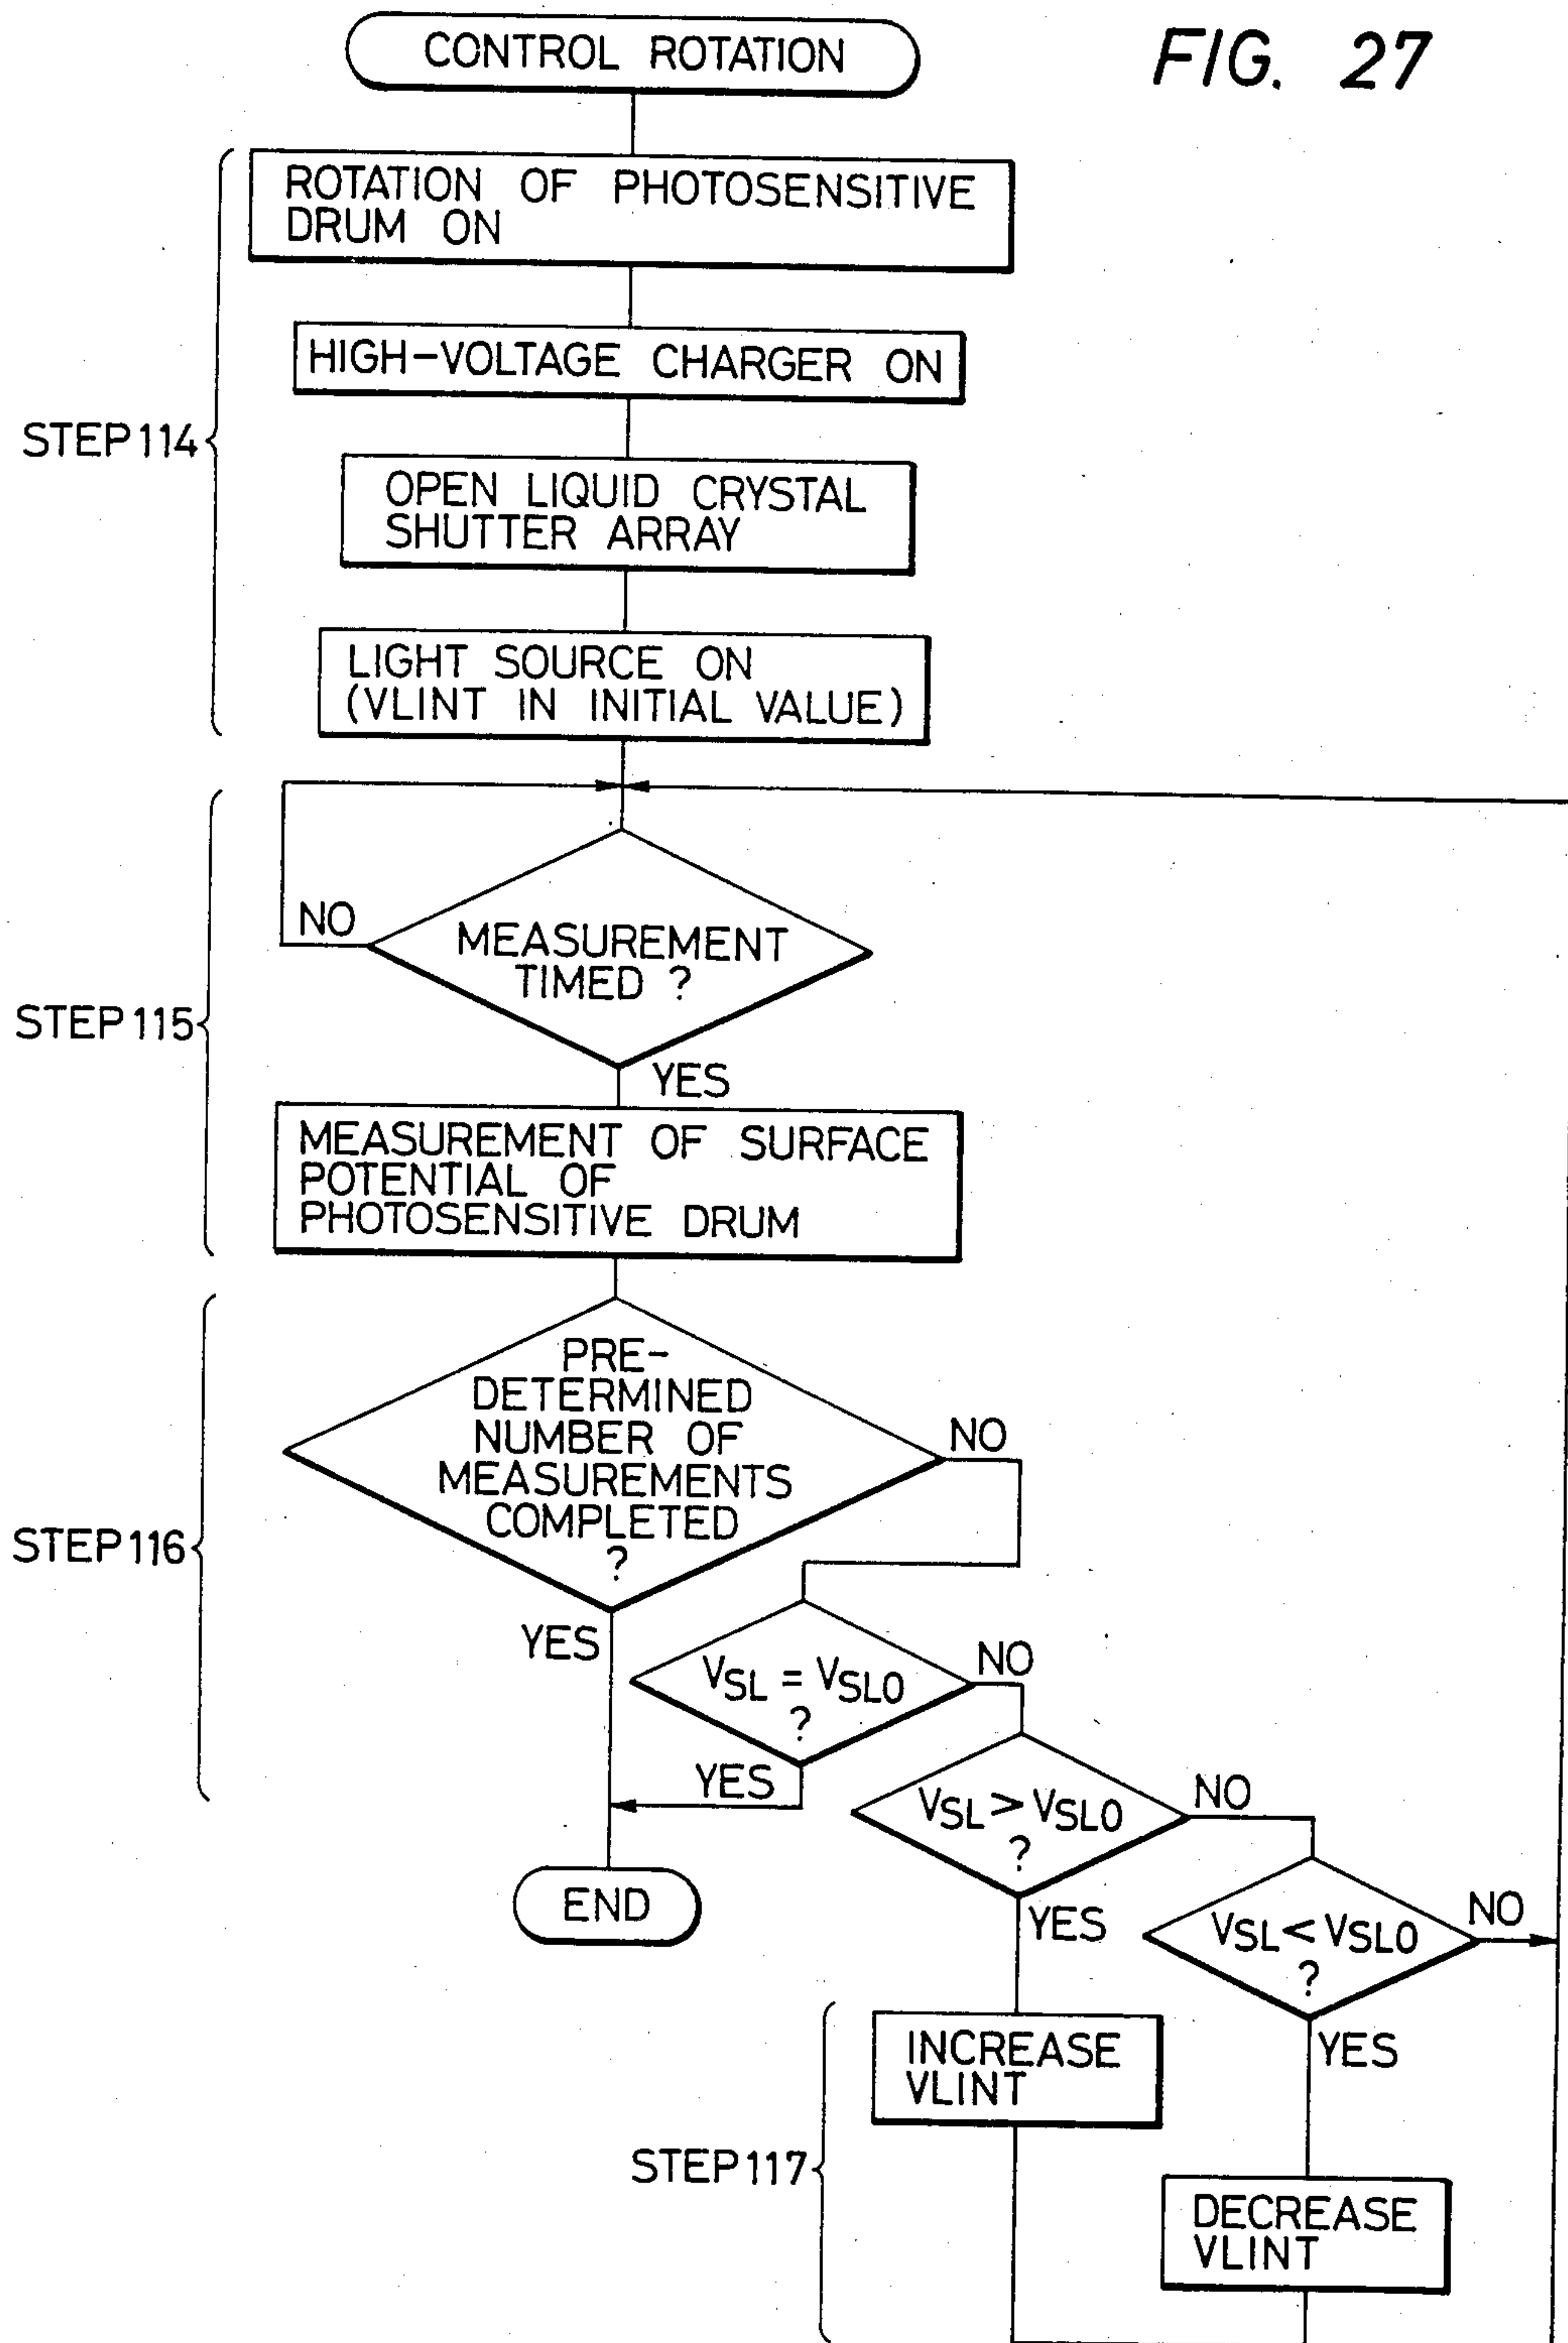 CONTROL ROTATION
FIG. 27
ROTATION OF PHOTOSENSITIVE
DRUM ON
HIGH-VOLTAGE CHARGER ON
STEP 114
OPEN LIQUID CRYSTAL
SHUTTER ARRAY
LIGHT SOURCE ON
(VLINT IN INITIAL VALUE)
NO
MEASUREMENT
TIMED ?
STEP 115
YES
MEASUREMENT OF SURFACE
POTENTIAL OF
PHOTOSENSITIVE DRUM
PRE-
DETERMINED
NUMBER OF
MEASUREMENTS
COMPLETED
?
NO
STEP 116
YES
VSL = VSLO
?
NO
YES
VSL > VSLO
?
NO
YES
END
VSL < VSLO
?
NO
YES
INCREASE
VLINT
STEP 117
DECREASE
VLINT